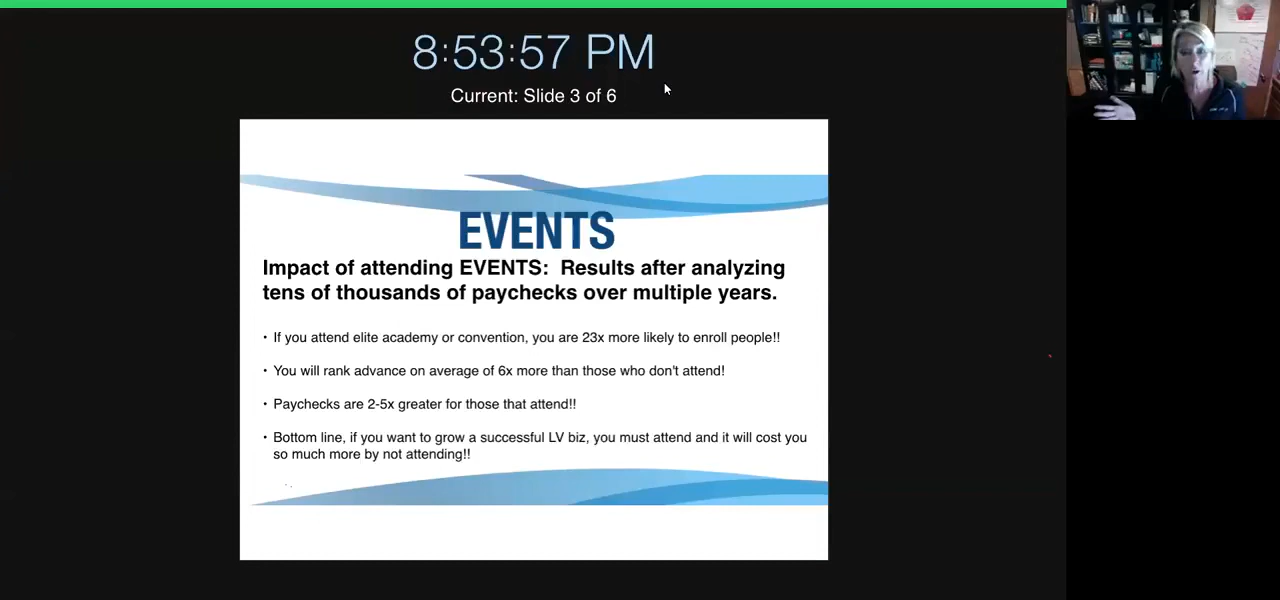 8:53:57 PM
Current: Slide 3 of 6
EVENTS
Impact of attending EVENTS:  Results after analyzing
tens of thousands of paychecks over multiple years.
• If you attend elite academy or convention, you are 23x more likely to enroll people!!
• You will rank advance on average of 6x more than those who don't attend!
• Paychecks are 2-5x greater for those that attend!!
• Bottom line, if you want to grow a successful LV biz, you must attend and it will cost you
so much more by not attending!!